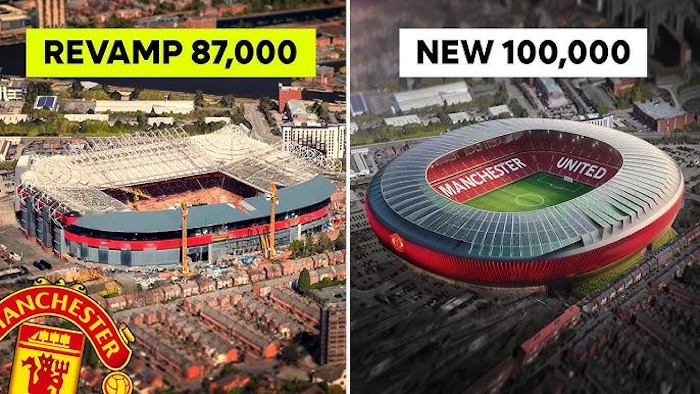 REVAMP 87,000
NEW 100,000
MANCHESTER
UNITED
MANCHESTER